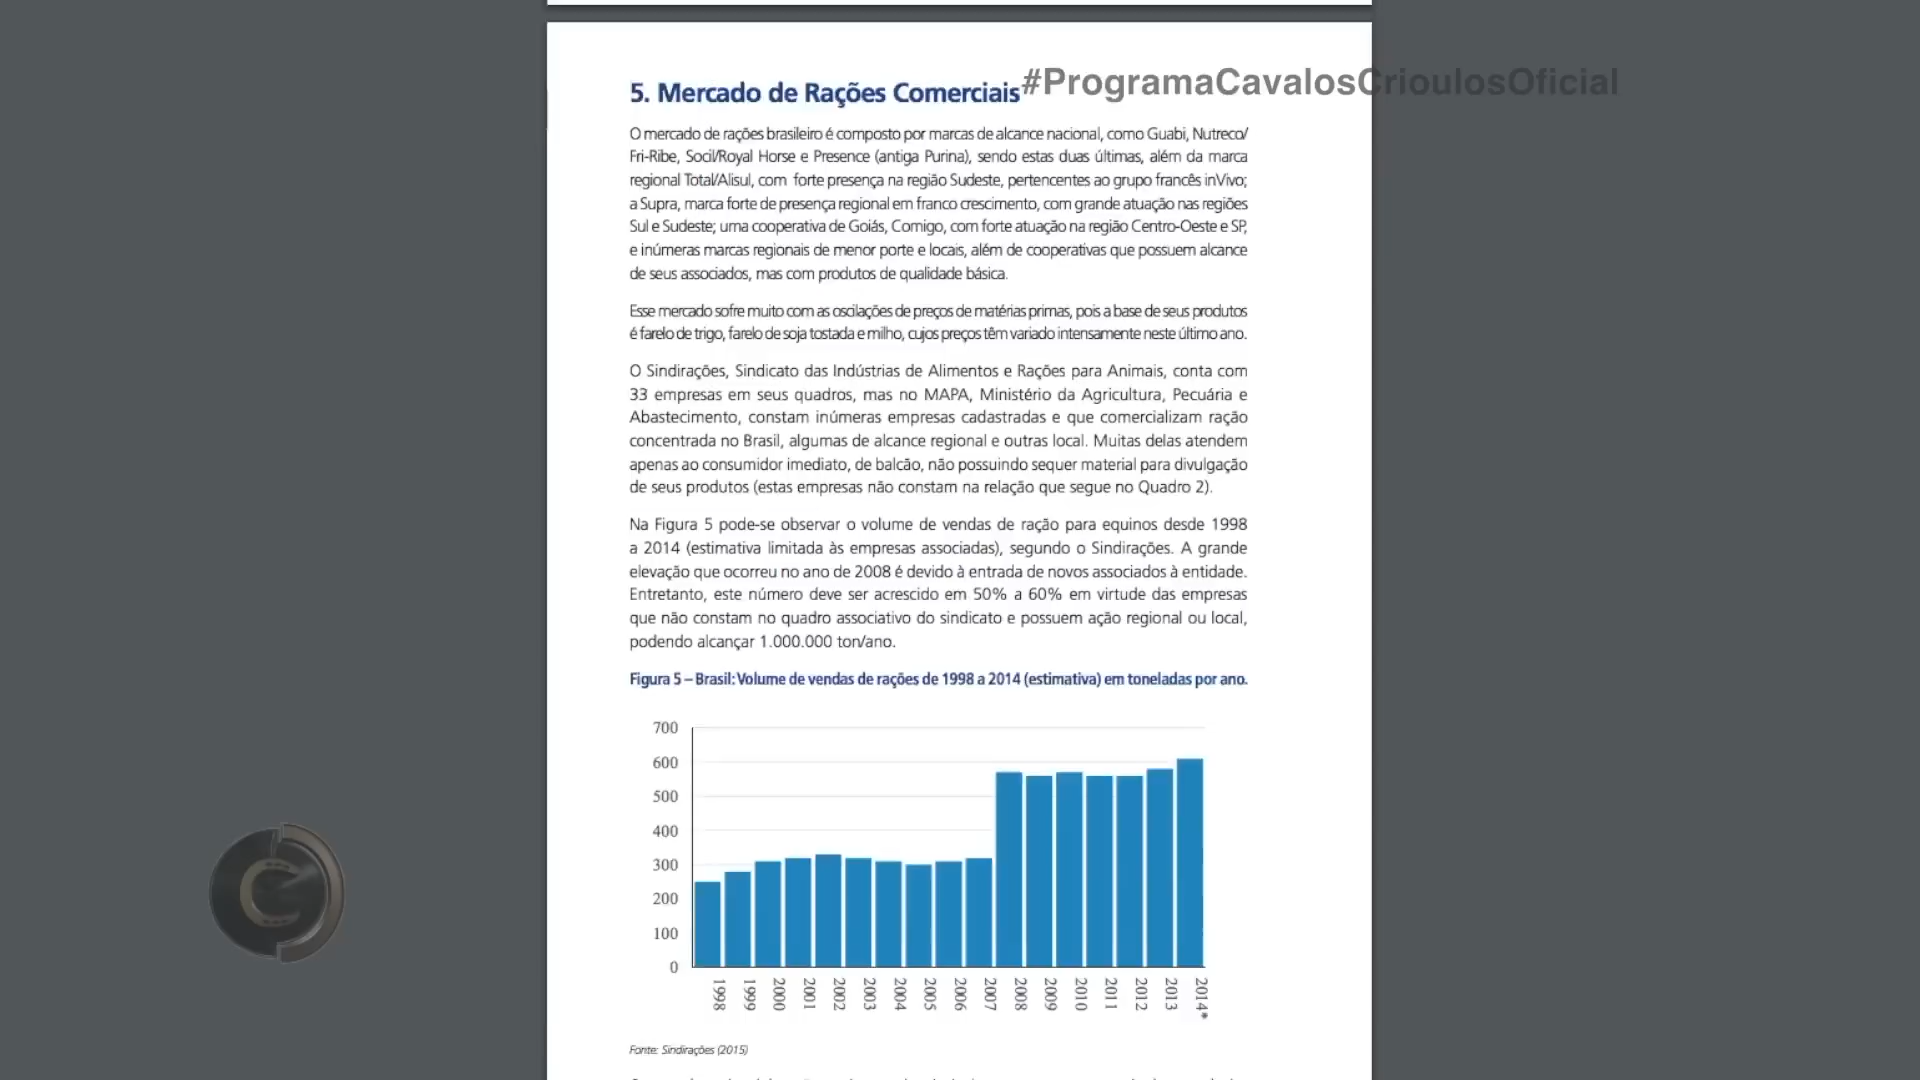 #ProgramaCavalosCrioulosOficial
5. Mercado de Rações Comerciais
O mercado de rações brasileiro é composto por marcas de alcance nacional, como Guabi, Nutreco/
Fri-Ribe, Socil/Royal Horse e Presence (antiga Purina), sendo estas duas últimas, além da marca
regional Total/Alisul, com forte presença na região Sudeste, pertencentes ao grupo francês inVivo;
a Supra, marca forte de presença regional em franco crescimento, com grande atuação nas regiões
Sul e Sudeste; uma cooperativa de Goiás, Comigo, com forte atuação na região Centro-Oeste e SP,
e inúmeras marcas regionais de menor porte e locais, além de cooperativas que possuem alcance
de seus associados, mas com produtos de qualidade básica.
Esse mercado sofre muito com as oscilações de preços de matérias primas, pois a base de seus produtos
é farelo de trigo, farelo de soja tostada e milho, cujos preços têm variado intensamente neste último ano.
O Sindirações, Sindicato das Indústrias de Alimentos e Rações para Animais, conta com
33 empresas em seus quadros, mas no MAPA, Ministério da Agricultura, Pecuária e
Abastecimento, constam inúmeras empresas cadastradas e que comercializam ração
concentrada no Brasil, algumas de alcance regional e outras local. Muitas delas atendem
apenas ao consumidor imediato, de balcão, não possuindo sequer material para divulgação
de seus produtos (estas empresas não constam na relação que segue no Quadro 2).
Na Figura 5 pode-se observar o volume de vendas de ração para equinos desde 1998
a 2014 (estimativa limitada às empresas associadas), segundo o Sindirações. A grande
elevação que ocorreu no ano de 2008 é devido à entrada de novos associados à entidade.
Entretanto, este número deve ser acrescido em 50% a 60% em virtude das empresas
que não constam no quadro associativo do sindicato e possuem ação regional ou local,
podendo alcançar 1.000.000 ton/ano.
Figura 5 – Brasil: Volume de vendas de rações de 1998 a 2014 (estimativa) em toneladas por ano.
700
600
500
400
300
200
100
0
1998 1999 2000 2001 2002 2003 2004 2005 2006 2007 2008 2009 2010 2011 2012 2013 2014*
Fonte: Sindirações (2015)